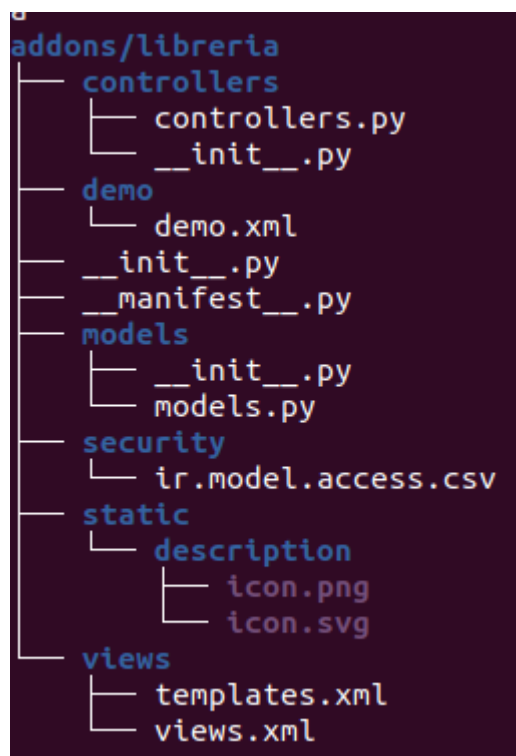 addons/libreria
├── controllers
│   ├── controllers.py
│   └── __init__.py
├── demo
│   └── demo.xml
├── __init__.py
├── __manifest__.py
├── models
│   ├── __init__.py
│   └── models.py
├── security
│   └── ir.model.access.csv
├── static
│   └── description
│       ├── icon.png
│       └── icon.svg
└── views
    ├── templates.xml
    └── views.xml